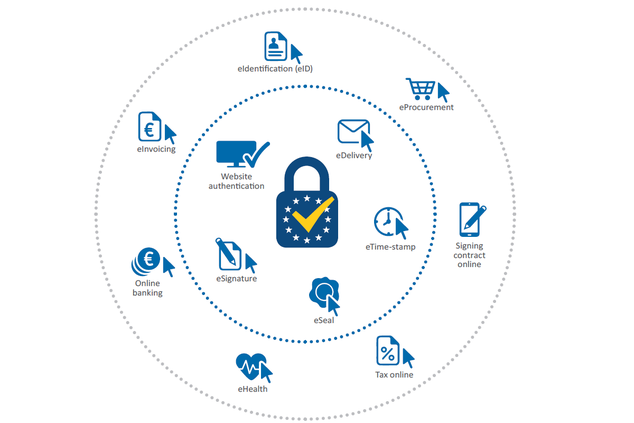 eIdentification (eID)
eProcurement
eInvoicing
eDelivery
Website
authentication
eTime-stamp
Signing
contract
online
eSignature
Online
banking
eSeal
Tax online
eHealth